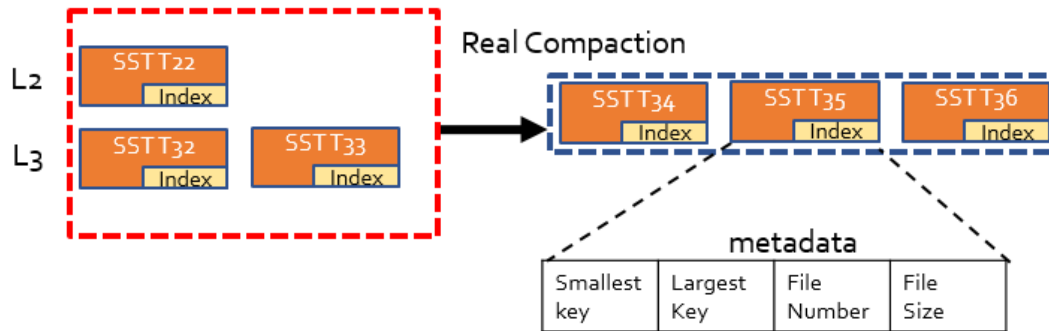 Real Compaction
L2
SSTT22
Index
L3
SSTT32
Index
SSTT33
Index
SSTT34
Index
SSTT35
Index
SSTT36
Index
metadata
Smallest
key
Largest
Key
File
Number
File
Size